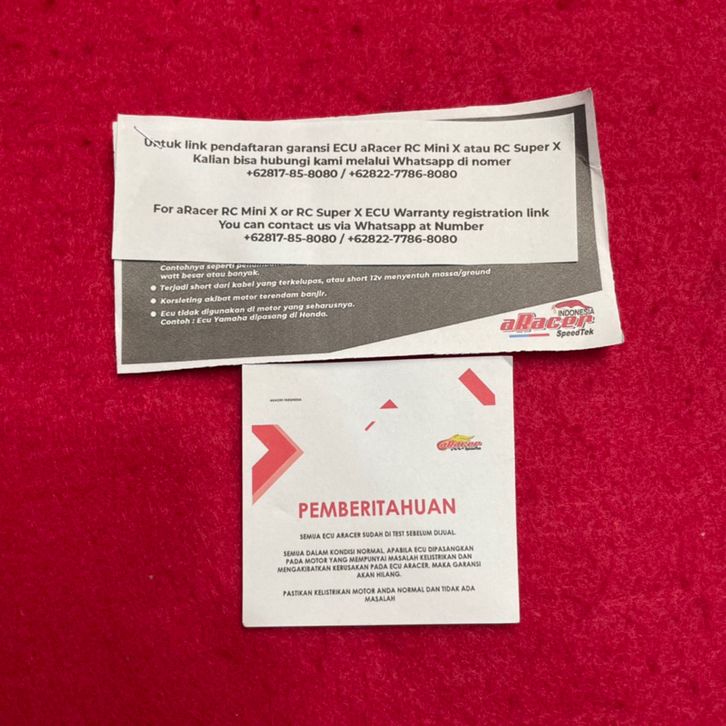 Untuk link pendaftaran garansi ECU aRacer RC Mini X atau RC Super X
Kalian bisa hubungi kami melalui Whatsapp di nomer
+62817-85-8080 / +62822-7786-8080
For aRacer RC Mini X or RC Super X ECU Warranty registration link
You can contact us via Whatsapp at Number
+62817-85-8080 / +62822-7786-8080
Contohnya seperti
watt besar atau banyak.
● Terjadi short dari kabel yang terkelupas, atau short 12v menyentuh massa/ground
● Korsleting akibat motor terendam banjir.
● Ecu tidak digunakan di motor yang seharusnya.
Contoh : Ecu Yamaha dipasang di Honda.
INDONESIA
aRacer
SpeedTek
ARACER INDONESIA
aRacer
SpeedTek
PEMBERITAHUAN
SEMUA ECU ARACER SUDAH DI TEST SEBELUM DIJUAL.
SEMUA DALAM KONDISI NORMAL, APABILA ECU DIPASANGKAN
PADA MOTOR YANG MEMPUNYAI MASALAH KELISTRIKAN DAN
MENGAKIBATKAN KERUSAKAN PADA ECU ARACER, MAKA GARANSI
AKAN HILANG.
PASTIKAN KELISTRIKAN MOTOR ANDA NORMAL DAN TIDAK ADA
MASALAH